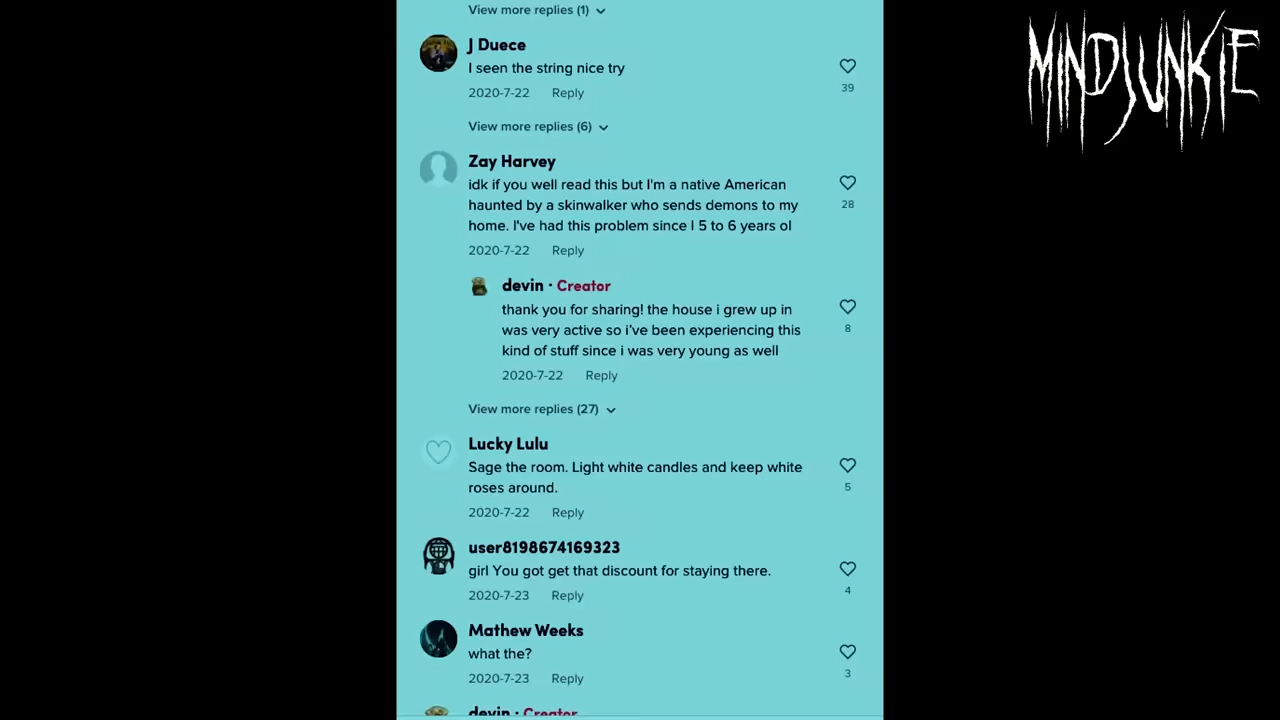 View more replies (1)
MINDJUNKIE
J Duece
I seen the string nice try
39
2020-7-22 Reply
View more replies (6)
Zay Harvey
idk if you well read this but I'm a native American
28
haunted by a skinwalker who sends demons to my
home. I've had this problem since I 5 to 6 years ol
2020-7-22 Reply
devin · Creator
thank you for sharing! the house i grew up in
was very active so i've been experiencing this
8
kind of stuff since i was very young as well
2020-7-22 Reply
View more replies (27)
Lucky Lulu
Sage the room. Light white candles and keep white
roses around.
5
2020-7-22 Reply
user8198674169323
girl You got get that discount for staying there.
4
2020-7-23 Reply
Mathew Weeks
what the?
3
2020-7-23 Reply
devin · Creator